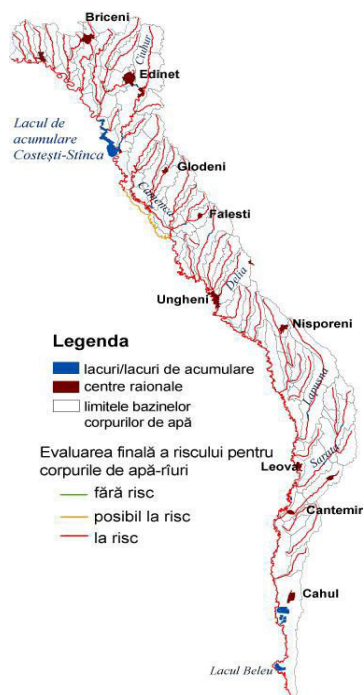 Briceni
Ciuhur
Edinet
Lacul de
acumulare
Costești-Stînca
Glodeni
Camenca
Falesti
Delia
Ungheni
Nisporeni
Legenda
lacuri/lacuri de acumulare
centre raionale
limitele bazinelor
corpurilor de apă
Lapusna
Evaluarea finală a riscului pentru
corpurile de apă-rîuri
Leova
Sarata
fără risc
posibil la risc
Cantemir
la risc
Cahul
Lacul Beleu